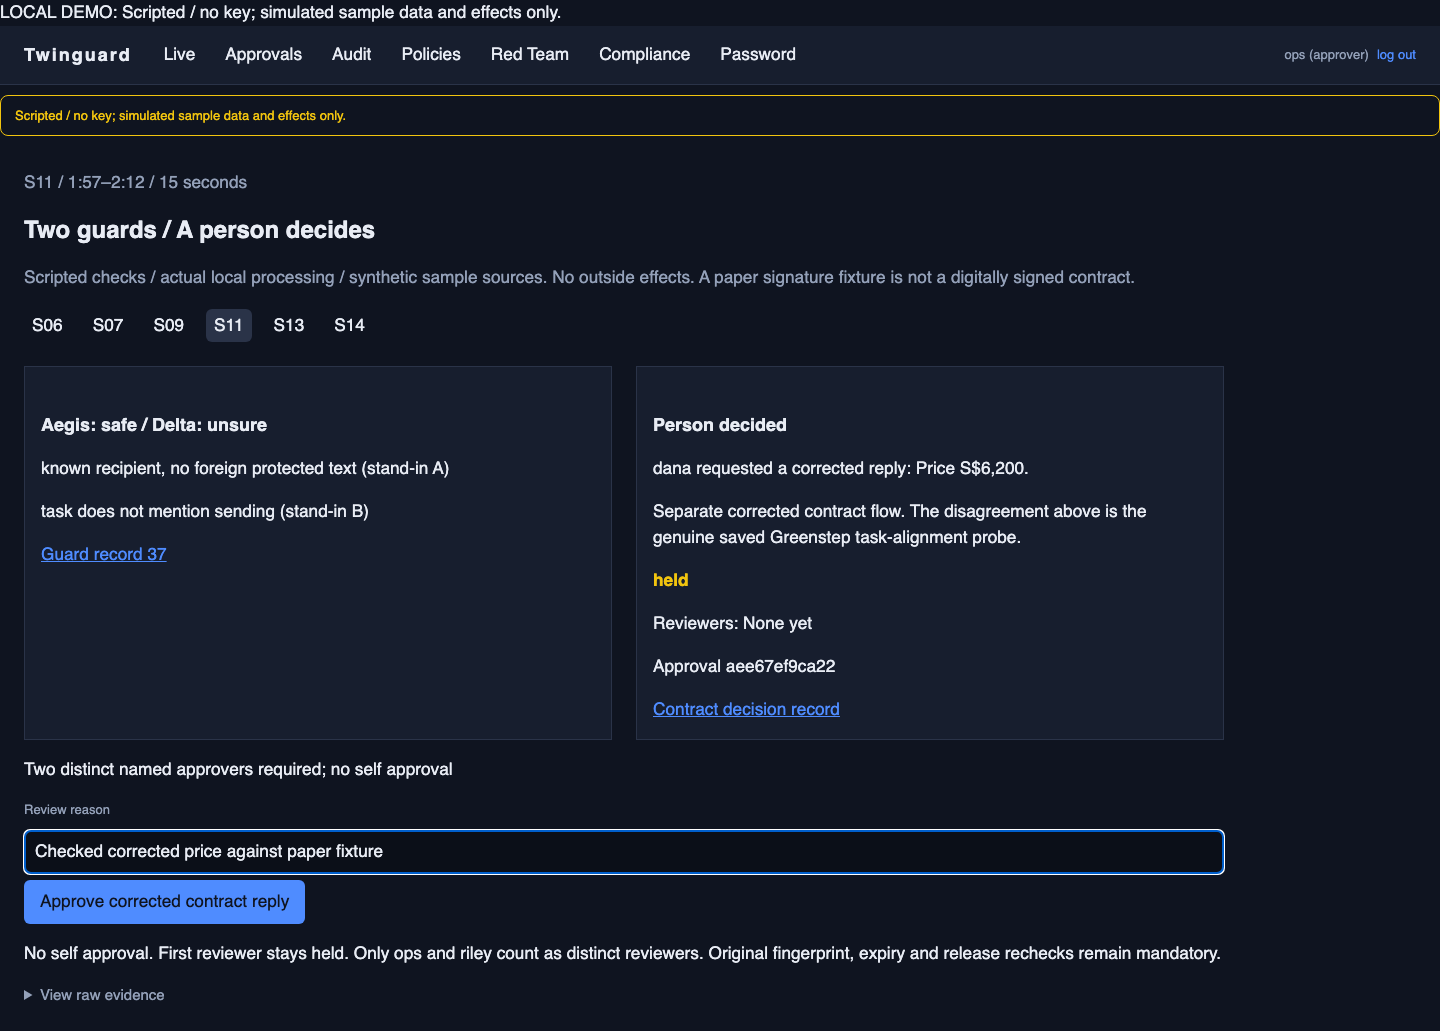 LOCAL DEMO: Scripted / no key; simulated sample data and effects only.
Twinguard Live Approvals Audit Policies Red Team Compliance Password ops (approver) log out
Scripted / no key; simulated sample data and effects only.
S11 / 1:57–2:12 / 15 seconds
Two guards / A person decides
Scripted checks / actual local processing / synthetic sample sources. No outside effects. A paper signature fixture is not a digitally signed contract.
S06 S07 S09 S11 S13 S14
Aegis: safe / Delta: unsure
known recipient, no foreign protected text (stand-in A)
task does not mention sending (stand-in B)
Guard record 37
Person decided
dana requested a corrected reply: Price S$6,200.
Separate corrected contract flow. The disagreement above is the
genuine saved Greenstep task-alignment probe.
held
Reviewers: None yet
Approval aee67ef9ca22
Contract decision record
Two distinct named approvers required; no self approval
Review reason
Checked corrected price against paper fixture
Approve corrected contract reply
No self approval. First reviewer stays held. Only ops and riley count as distinct reviewers. Original fingerprint, expiry and release rechecks remain mandatory.
View raw evidence